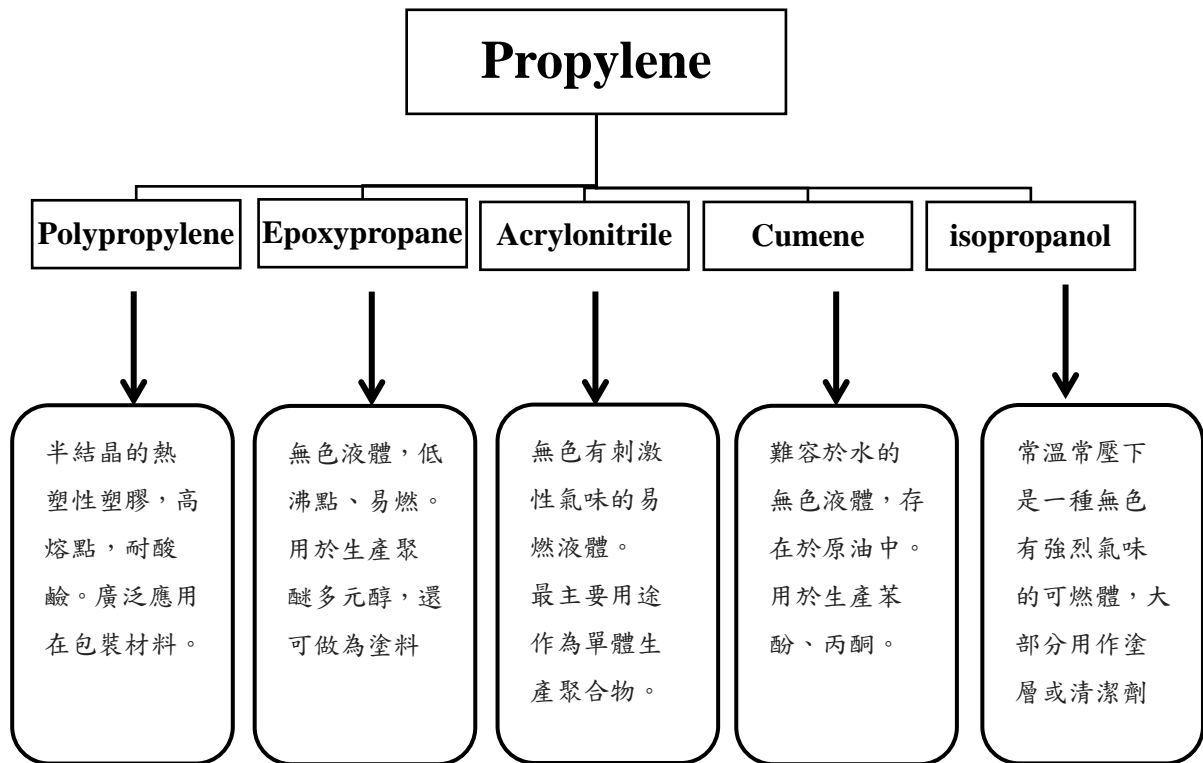 Propylene
Polypropylene
Epoxypropane
Acrylonitrile
Cumene
isopropanol
半結晶的熱
塑性塑膠，高
熔點，耐酸
鹼。廣泛應用
在包裝材料。
無色液體，低
沸點、易燃。
用於生產聚
醚多元醇，還
可做為塗料
無色有刺激
性氣味的易
燃液體。
最主要用途
作為單體生
產聚合物。
難容於水的
無色液體，存
在於原油中。
用於生產苯
酚、丙酮。
常溫常壓下
是一種無色
有強烈氣味
的可燃體，大
部分用作塗
層或清潔劑